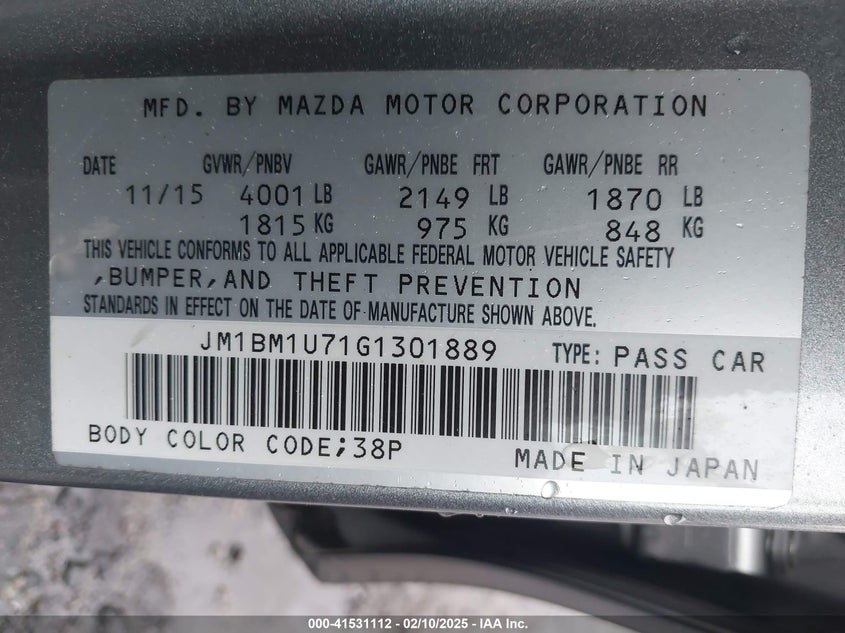 MFD. BY MAZDA MOTOR CORPORATION
DATE GVWR/PNBV GAWR/PNBE FRT GAWR/PNBE RR
11/15 4001 LB 2149 LB 1870 LB
1815 KG 975 KG 848 KG
THIS VEHICLE CONFORMS TO ALL APPLICABLE FEDERAL MOTOR VEHICLE SAFETY
,BUMPER,AND THEFT PREVENTION
STANDARDS IN EFFECT ON THE DATE OF MANUFACTURE SHOWN ABOVE.
JM1BM1U71G1301889 TYPE: PASS CAR
BODY COLOR CODE;38P
MADE IN JAPAN
000-41531112 - 02/10/2025 - IAA Inc.